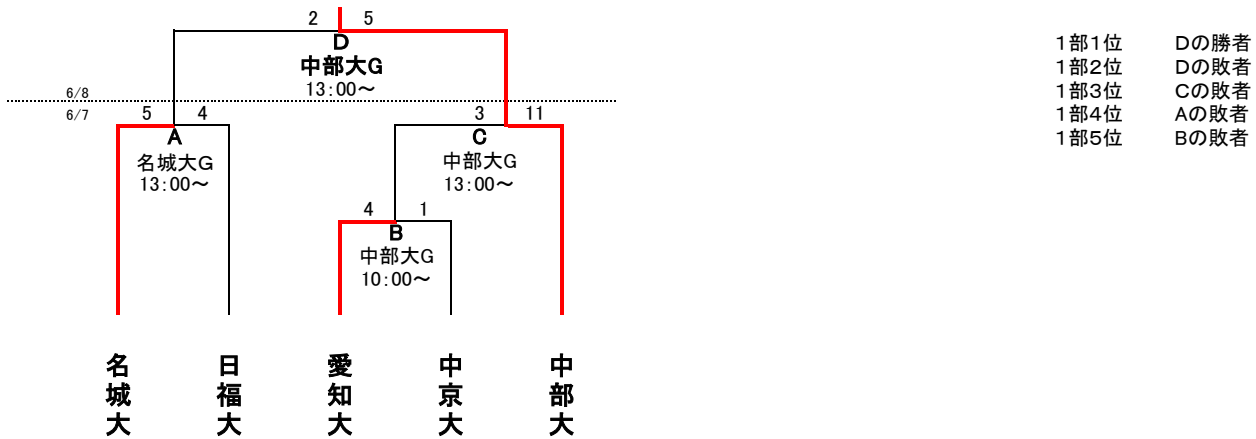 2 5
D
中部大G
13:00～
6/8
6/7
5 4
A
名城大G
13:00～
3 11
C
中部大G
13:00～
4 1
B
中部大G
10:00～
名城大
日福大
愛知大
中京大
中部大
1部1位 Dの勝者
1部2位 Dの敗者
1部3位 Cの敗者
1部4位 Aの敗者
1部5位 Bの敗者